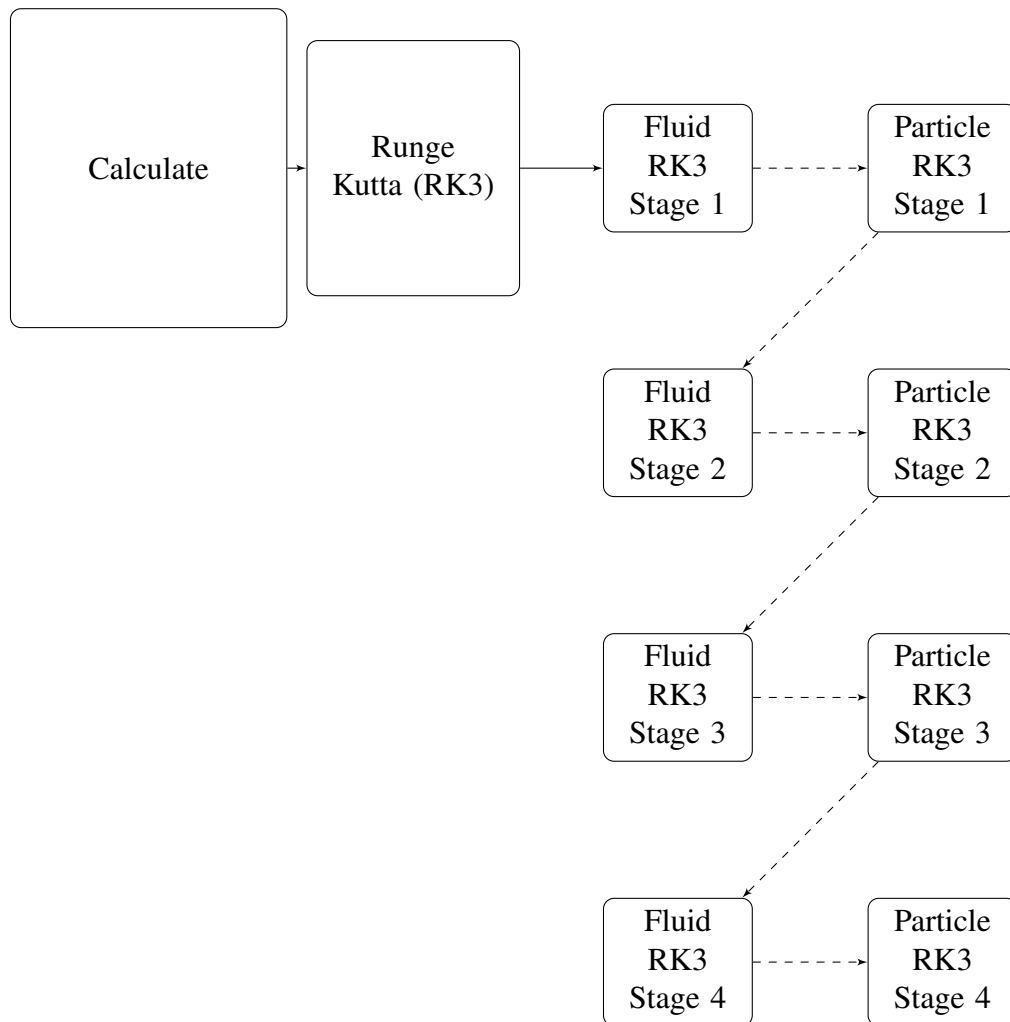 Calculate
Runge
Kutta (RK3)
Fluid
RK3
Stage 1
Particle
RK3
Stage 1
Fluid
RK3
Stage 2
Particle
RK3
Stage 2
Fluid
RK3
Stage 3
Particle
RK3
Stage 3
Fluid
RK3
Stage 4
Particle
RK3
Stage 4